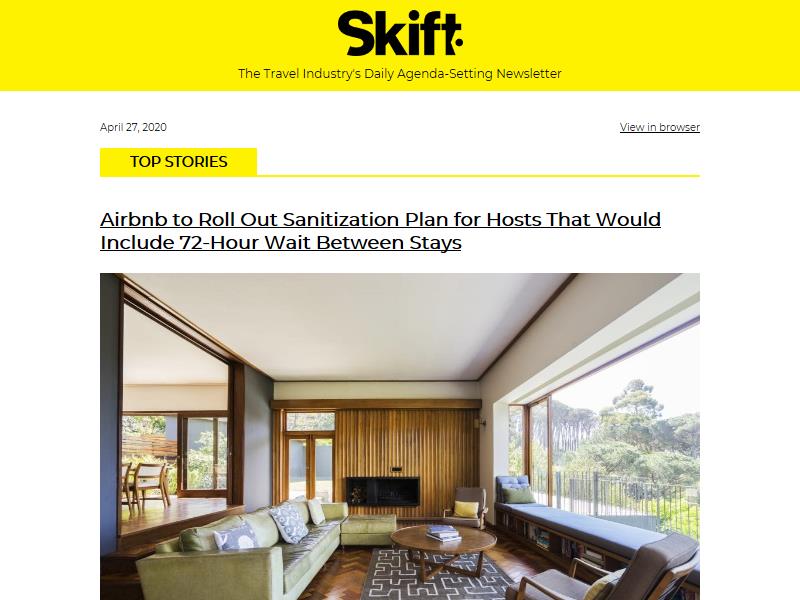 Skift
The Travel Industry's Daily Agenda-Setting Newsletter
April 27, 2020
View in browser
TOP STORIES
Airbnb to Roll Out Sanitization Plan for Hosts That Would
Include 72-Hour Wait Between Stays